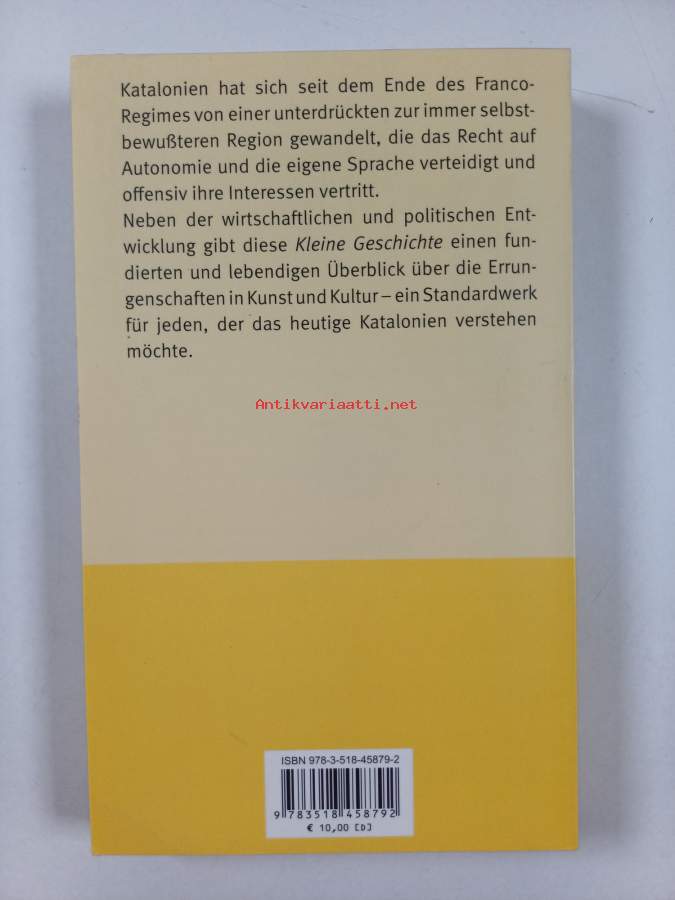 Katalonien hat sich seit dem Ende des Franco-
Regimes von einer unterdrückten zur immer selbst-
bewußteren Region gewandelt, die das Recht auf
Autonomie und die eigene Sprache verteidigt und
offensiv ihre Interessen vertritt.
Neben der wirtschaftlichen und politischen Ent-
wicklung gibt diese Kleine Geschichte einen fun-
dierten und lebendigen Überblick über die Errun-
genschaften in Kunst und Kultur – ein Standardwerk
für jeden, der das heutige Katalonien verstehen
möchte.
Antikvariaatti.net
ISBN 978-3-518-45879-2
9 783518 458792
€ 10,00 [D]